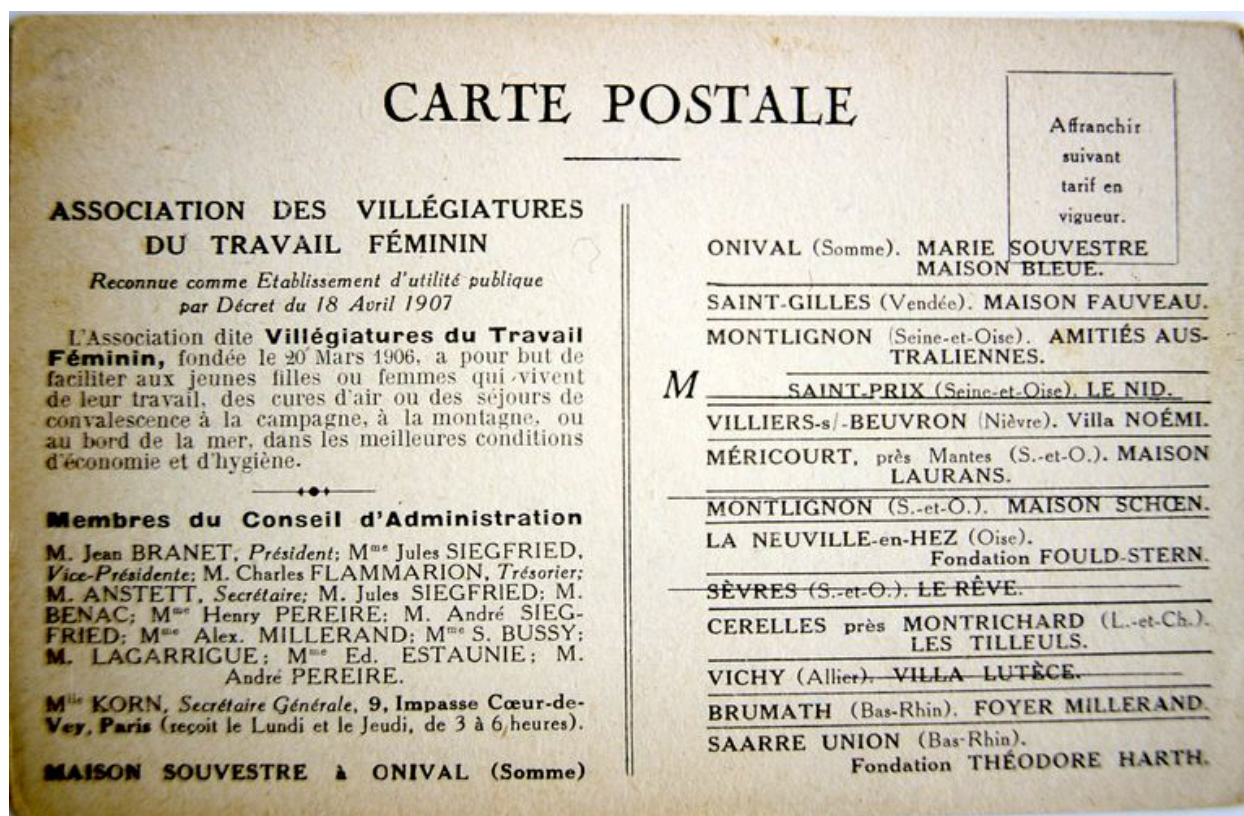 CARTE POSTALE
Affranchir
suivant
tarif en
vigueur.
ASSOCIATION DES VILLÉGIATURES
DU TRAVAIL FÉMININ
Reconnue comme Etablissement d'utilité publique
par Décret du 18 Avril 1907
L'Association dite Villégiatures du Travail
Féminin, fondée le 20 Mars 1906, a pour but de
faciliter aux jeunes filles ou femmes qui vivent
de leur travail, des cures d'air ou des séjours de
convalescence à la campagne, à la montagne, ou
au bord de la mer, dans les meilleures conditions
d'économie et d'hygiène.
Membres du Conseil d'Administration
M. Jean BRANET, Président; Mme Jules SIEGFRIED,
Vice-Présidente; M. Charles FLAMMARION, Trésorier;
M. ANSTETT, Secrétaire; M. Jules SIEGFRIED; M.
BENAC; Mme Henry PEREIRE; M. André SIEG-
FRIED; Mme Alex. MILLERAND; Mme S. BUSSY;
M. LAGARRIGUE; Mme Ed. ESTAUNIE; M.
André PEREIRE.
Mlle KORN, Secrétaire Générale, 9, Impasse Cœur-de-
Vey, Paris (reçoit le Lundi et le Jeudi, de 3 à 6 heures).
MAISON SOUVESTRE à ONIVAL (Somme)
ONIVAL (Somme). MARIE SOUVESTRE
MAISON BLEUE.
SAINT-GILLES (Vendée). MAISON FAUVEAU.
MONTLIGNON (Seine-et-Oise). AMITIÉS AUS-
TRALIENNES.
M SAINT-PRIX (Seine-et-Oise). LE NID.
VILLIERS-s/-BEUVRON (Nièvre). Villa NOÉMI.
MÉRICOURT, près Mantes (S.-et-O.). MAISON
LAURANS.
MONTLIGNON (S.-et-O.). MAISON SCHŒN.
LA NEUVILLE-en-HEZ (Oise).
Fondation FOULD-STERN.
SÈVRES (S.-et-O.). LE RÊVE.
CERELLES près MONTRICHARD (L.-et-Ch.).
LES TILLEULS.
VICHY (Allier). VILLA LUTÈCE.
BRUMATH (Bas-Rhin). FOYER MILLERAND
SAARRE UNION (Bas-Rhin).
Fondation THÉODORE HARTH.